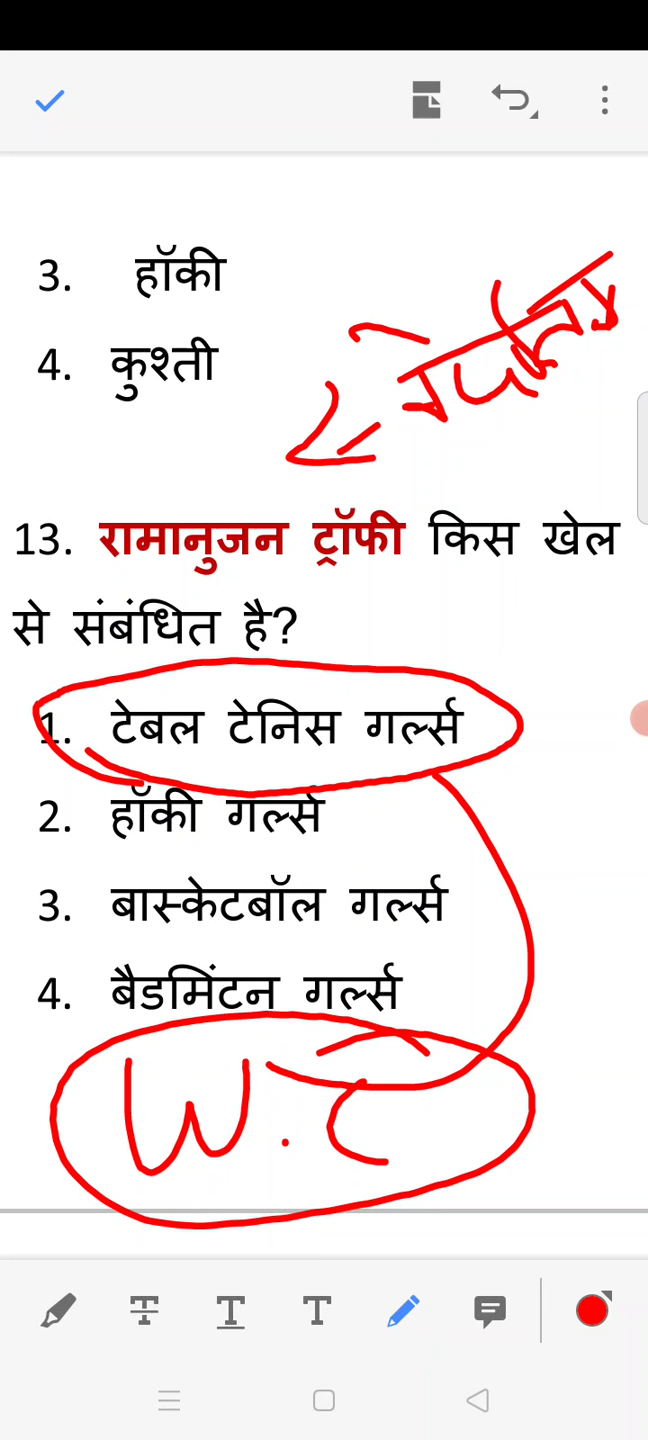 3. हॉकी
4. कुश्ती
13. रामानुजन ट्रॉफी किस खेल
से संबंधित है?
1. टेबल टेनिस गर्ल्स
2. हॉकी गर्ल्स
3. बास्केटबॉल गर्ल्स
4. बैडमिंटन गर्ल्स
W.C
T T T